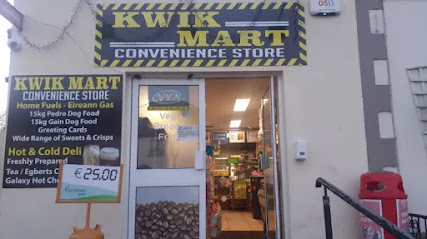 KWIK
MART
CONVENIENCE STORE
KWIK MART
CONVENIENCE STORE
Home Fuels - Eireann Gas
15kg Pedro Dog Food
15kg Gain Dog Food
Greeting Cards
Wide Range of Sweets & Crisps
Hot & Cold Deli
Freshly Prepared
Tea / Egberts C
Galaxy Hot Cho
€25.00
OPEN